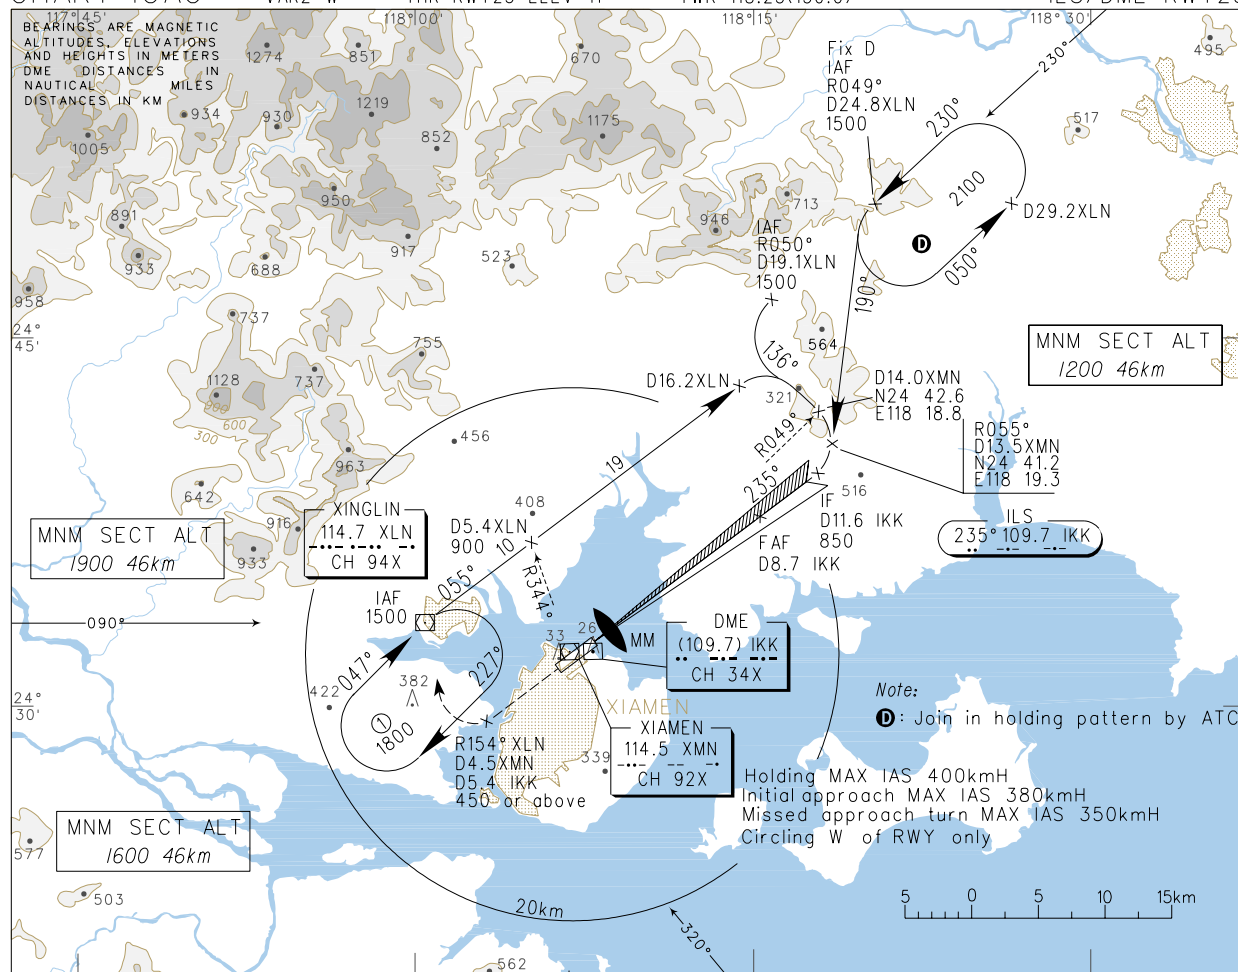 117°45'
118°00'
118°15'
118°30'
BEARINGS ARE MAGNETIC
ALTITUDES, ELEVATIONS
AND HEIGHTS IN METERS
DME DISTANCES IN
NAUTICAL MILES
DISTANCES IN KM
1274
851
670
495
934
930
1219
852
1175
517
1005
950
891
933
917
688
523
946
713
958
737
755
1128
737
900
600
300
963
456
642
916
933
408
Fix D
IAF
R049°
D24.8XLN
1500
230°
230°
2100
D29.2XLN
D
050°
190°
IAF
R050°
D19.1XLN
1500
24°
45'
564
136°
321
MNM SECT ALT
1200 46km
D16.2XLN
D14.0XMN
N24 42.6
E118 18.8
R049°
R055°
D13.5XMN
N24 41.2
E118 19.3
19
235°
516
IF
D11.6 IKK
850
FAF
D8.7 IKK
ILS
235° 109.7 IKK
XINGLIN
114.7 XLN
CH 94X
MNM SECT ALT
1900 46km
D5.4XLN
900
10
055°
R344°
IAF
1500
090°
047°
227°
382
422
1
1800
33
26
MM
DME
(109.7) IKK
CH 34X
24°
30'
XIAMEN
XIAMEN
114.5 XMN
CH 92X
339
R154° XLN
D4.5XMN
D5.4 IKK
450 or above
Note:
D: Join in holding pattern by ATC
Holding MAX IAS 400kmH
Initial approach MAX IAS 380kmH
Missed approach turn MAX IAS 350kmH
Circling W of RWY only
MNM SECT ALT
1600 46km
577
503
20km
320°
562
5 0 5 10 15km